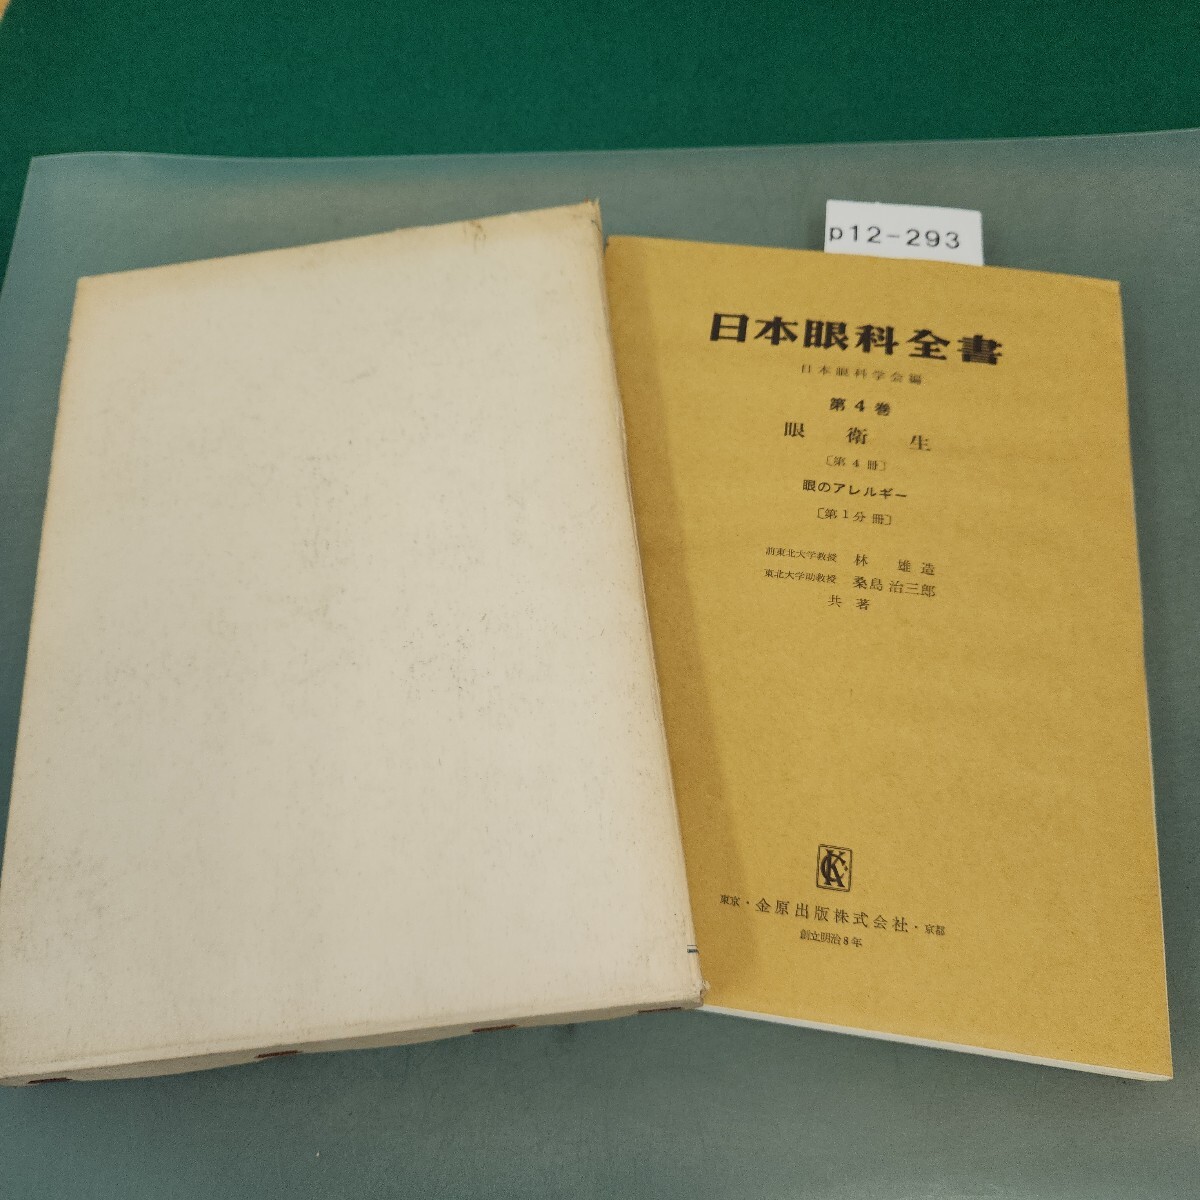 p12-293
日本眼科全書
日本眼科学会編
第4巻
眼衛生
〔第4冊〕
眼のアレルギー
〔第1分冊〕
前東北大学教授 林 雄造
東北大学助教授 桑島治三郎
共著
東京・金原出版株式会社・京都
創立明治8年